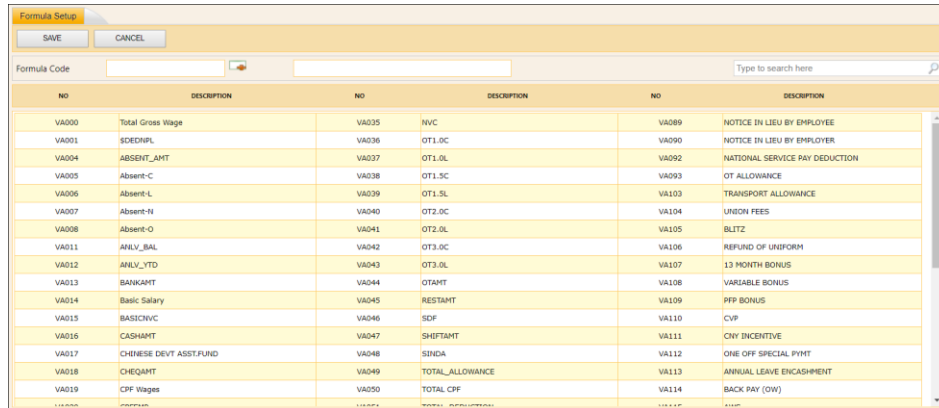 Formula Setup
SAVE CANCEL
Formula Code Type to search here
NO DESCRIPTION NO DESCRIPTION NO DESCRIPTION
VA000 Total Gross Wage VA035 NVC VA089 NOTICE IN LIEU BY EMPLOYEE
VA001 $DEDNPL VA036 OT1.0C VA090 NOTICE IN LIEU BY EMPLOYER
VA004 ABSENT_AMT VA037 OT1.0L VA092 NATIONAL SERVICE PAY DEDUCTION
VA005 Absent-C VA038 OT1.5C VA093 OT ALLOWANCE
VA006 Absent-L VA039 OT1.5L VA103 TRANSPORT ALLOWANCE
VA007 Absent-N VA040 OT2.0C VA104 UNION FEES
VA008 Absent-O VA041 OT2.0L VA105 BLITZ
VA011 ANLV_BAL VA042 OT3.0C VA106 REFUND OF UNIFORM
VA012 ANLV_YTD VA043 OT3.0L VA107 13 MONTH BONUS
VA013 BANKAMT VA044 OTAMT VA108 VARIABLE BONUS
VA014 Basic Salary VA045 RESTAMT VA109 PFP BONUS
VA015 BASICNVC VA046 SDF VA110 CVP
VA016 CASHAMT VA047 SHIFTAMT VA111 CNY INCENTIVE
VA017 CHINESE DEVT ASST.FUND VA048 SINDA VA112 ONE OFF SPECIAL PYMT
VA018 CHEQAMT VA049 TOTAL_ALLOWANCE VA113 ANNUAL LEAVE ENCASHMENT
VA019 CPF Wages VA050 TOTAL CPF VA114 BACK PAY (OW)